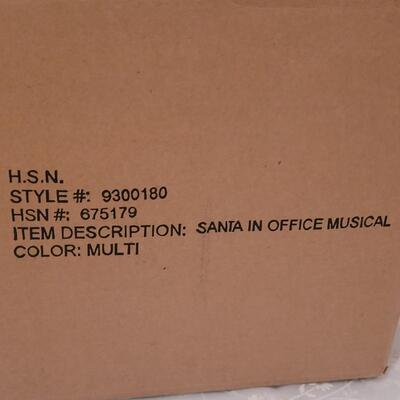 H.S.N.
STYLE #: 9300180
HSN #: 675179
ITEM DESCRIPTION: SANTA IN OFFICE MUSICAL
COLOR: MULTI